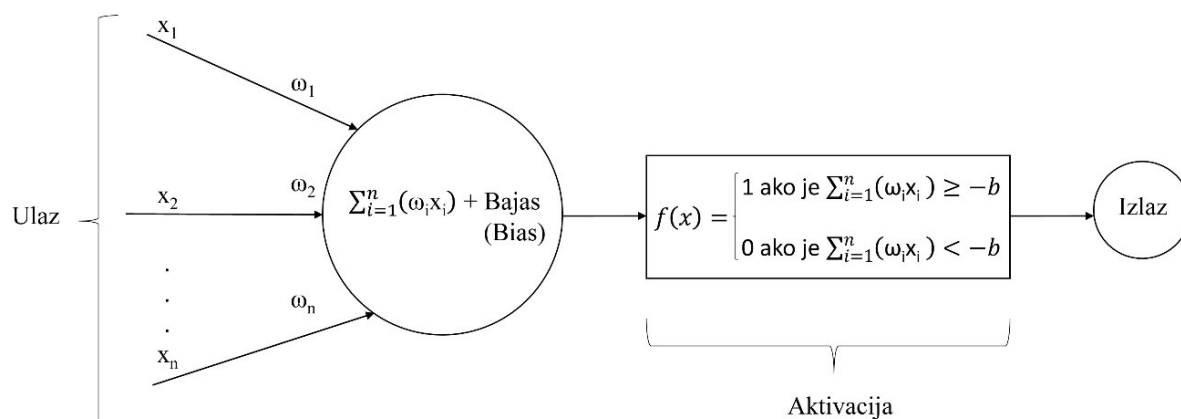 Ulaz
x₁
ω₁
x₂
ω₂
.
.
.
.
xₙ
ωₙ
∑ⁿᵢ₌₁(ωᵢxᵢ) + Bajas
(Bias)
f(x) =
1 ako je ∑ⁿᵢ₌₁(ωᵢxᵢ) ≥ −b
0 ako je ∑ⁿᵢ₌₁(ωᵢxᵢ) < −b
Aktivacija
Izlaz